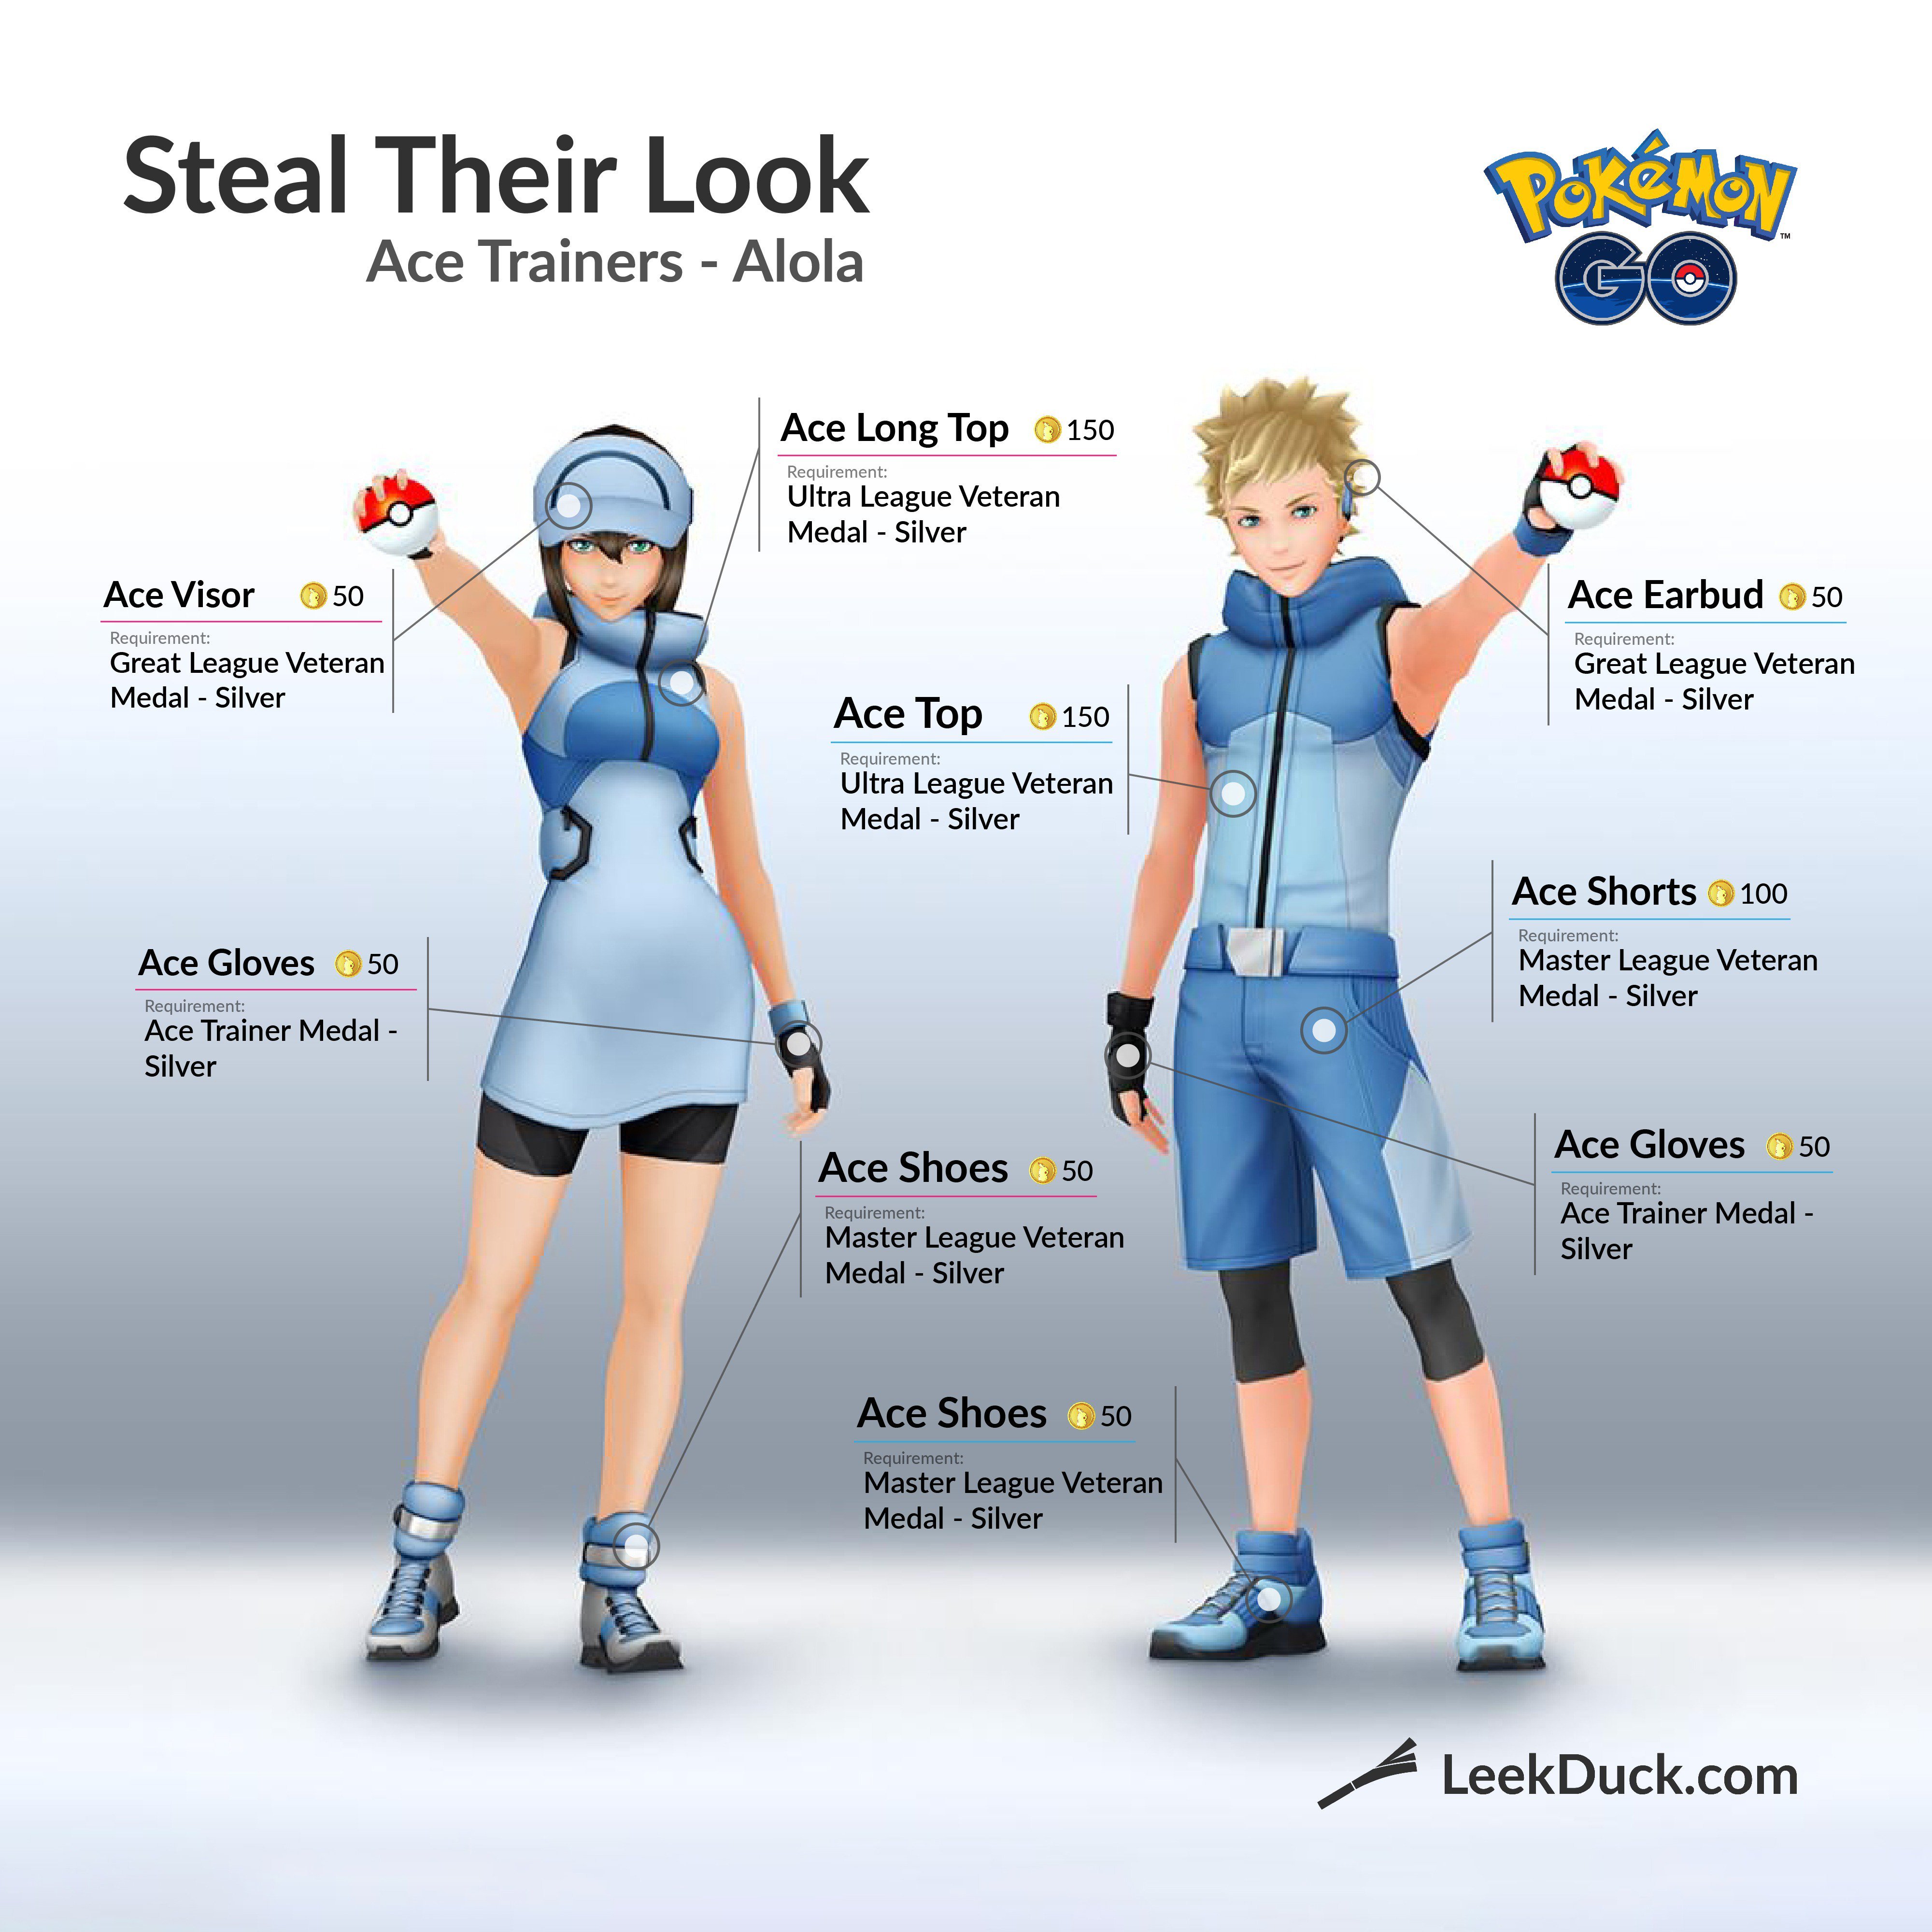 Steal Their Look
Ace Trainers - Alola
POKéMON
™
GO
Ace Long Top 150
Requirement:
Ultra League Veteran
Medal - Silver
Ace Visor 50
Requirement:
Great League Veteran
Medal - Silver
Ace Earbud 50
Requirement:
Great League Veteran
Medal - Silver
Ace Top 150
Requirement:
Ultra League Veteran
Medal - Silver
Ace Shorts 100
Requirement:
Master League Veteran
Medal - Silver
Ace Gloves 50
Requirement:
Ace Trainer Medal -
Silver
Ace Gloves 50
Requirement:
Ace Trainer Medal -
Silver
Ace Shoes 50
Requirement:
Master League Veteran
Medal - Silver
Ace Shoes 50
Requirement:
Master League Veteran
Medal - Silver
LeekDuck.com